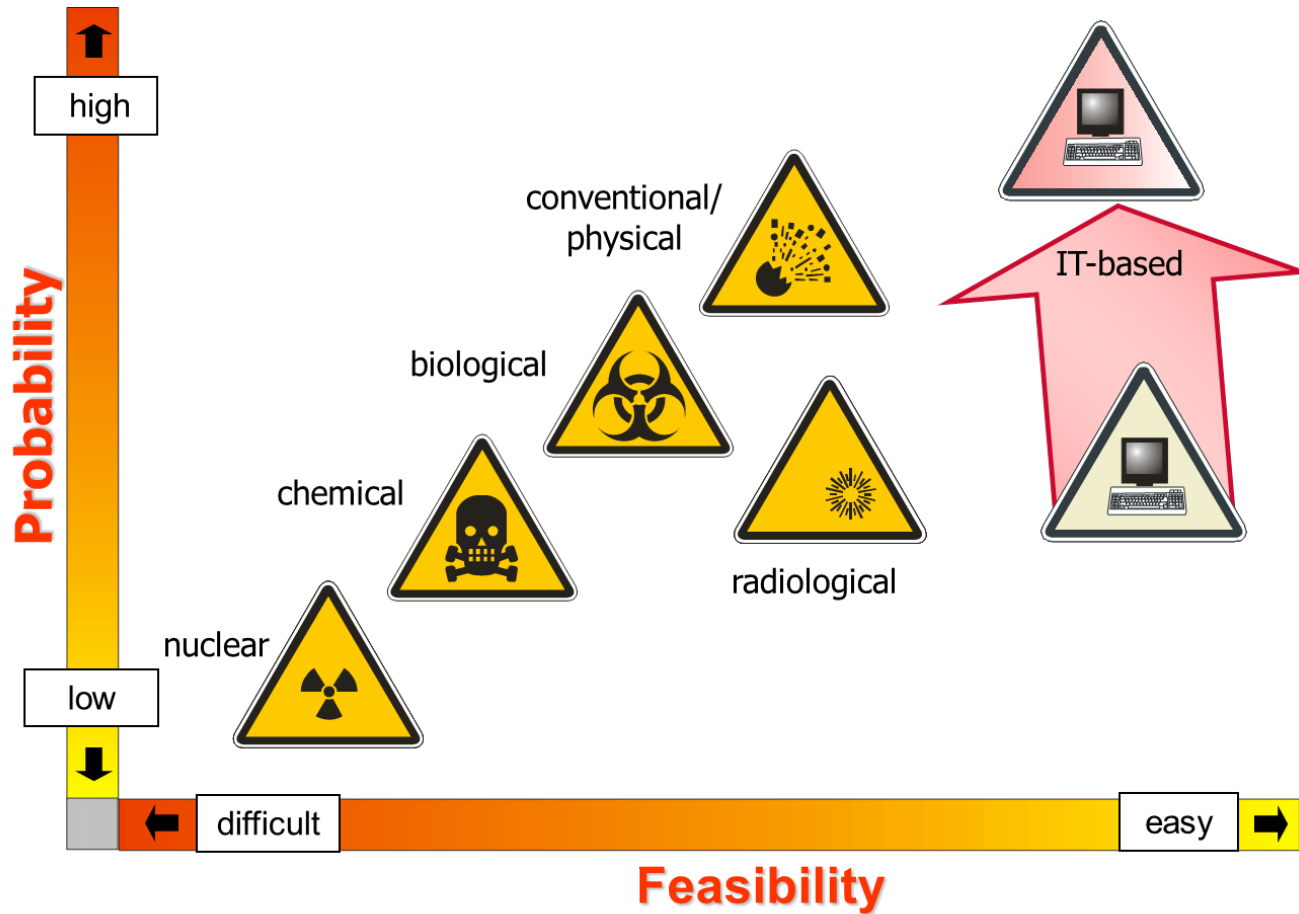 high
IT-based
conventional/
physical
biological
Probability
chemical
radiological
nuclear
low
difficult
easy
Feasibility